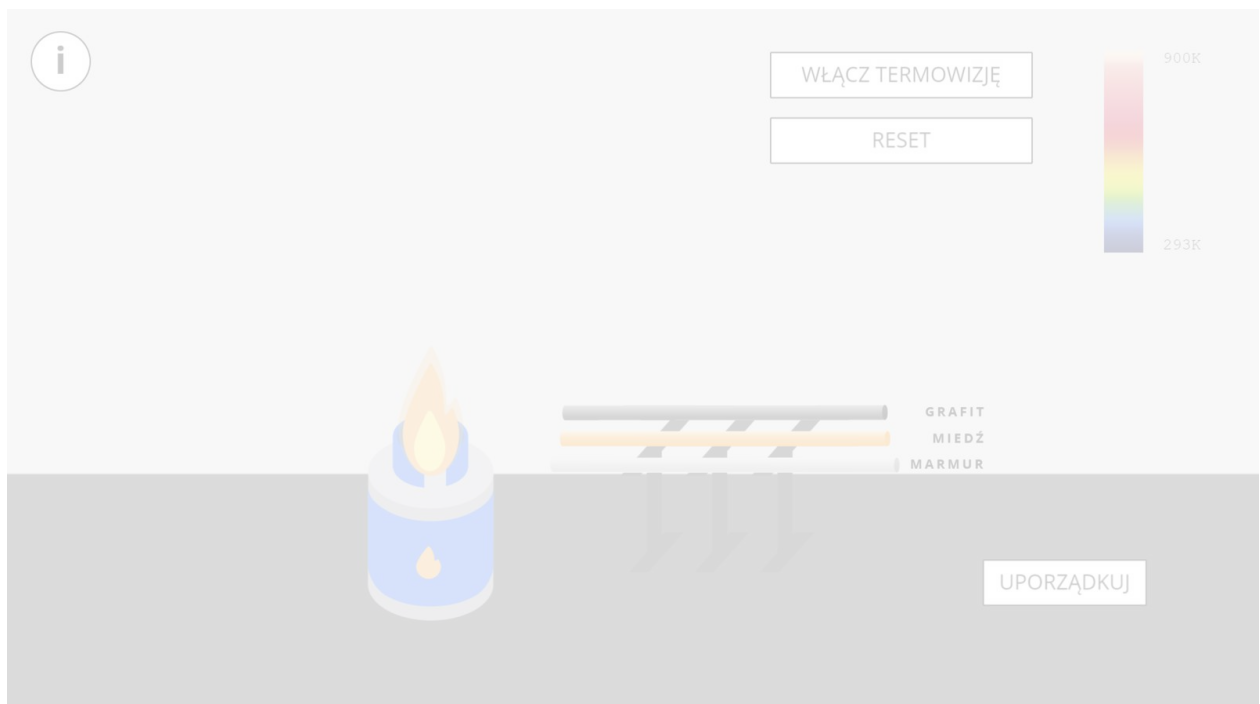 i
WŁĄCZ TERMOWIZJĘ
900K
RESET
293K
GRAFIT
MIEDŹ
MARMUR
UPORZĄDKUJ